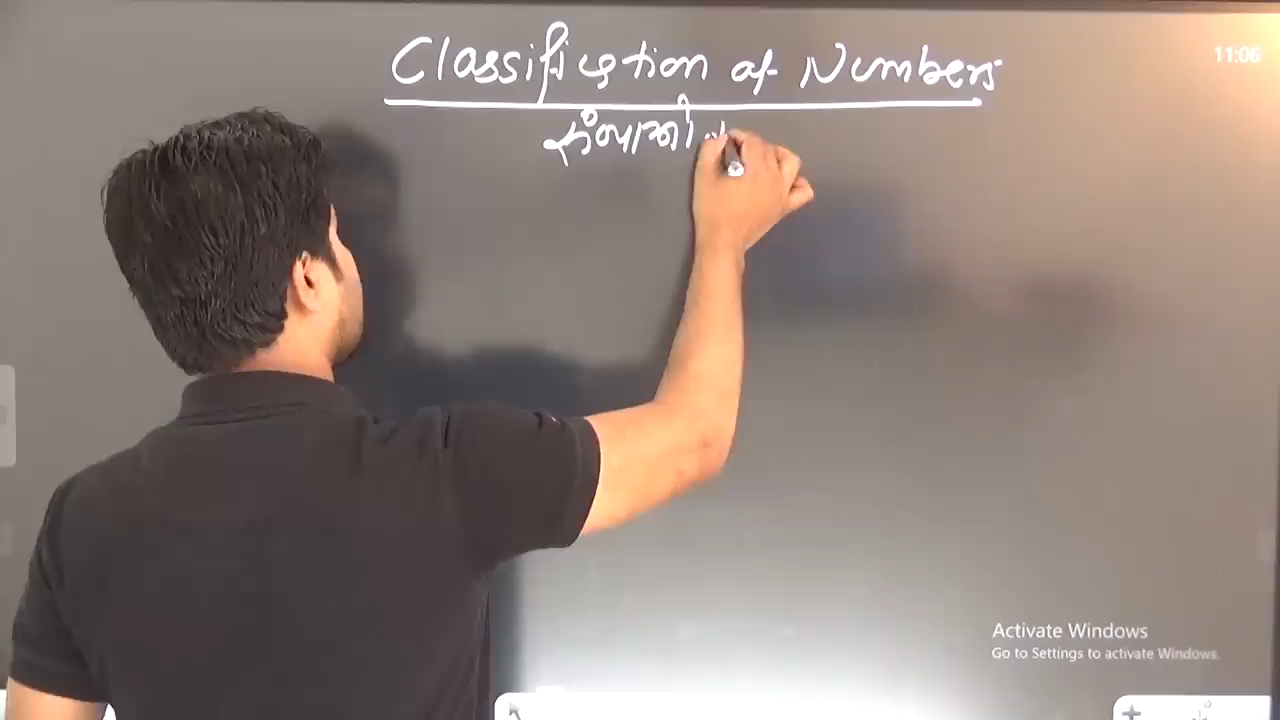 Classification of Numbers
11:06
Activate Windows
Go to Settings to activate Windows.